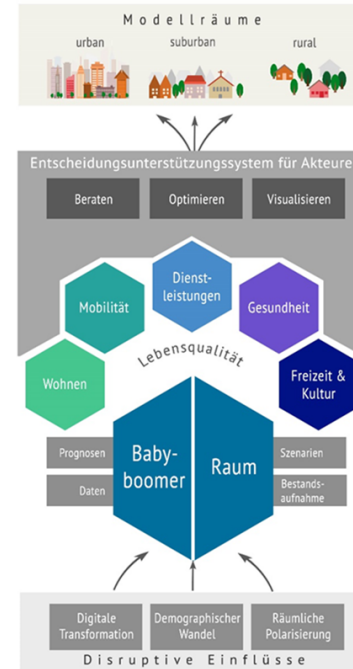 Modellräume
urban
suburban
rural
Entscheidungsunterstützungssystem für Akteure
Beraten
Optimieren
Visualisieren
Dienst-
leistungen
Mobilität
Gesundheit
Wohnen
Lebensqualität
Freizeit &
Kultur
Prognosen
Daten
Baby-
boomer
Raum
Szenarien
Bestands-
aufnahme
Digitale
Transformation
Demographischer
Wandel
Räumliche
Polarisierung
Disruptive Einflüsse